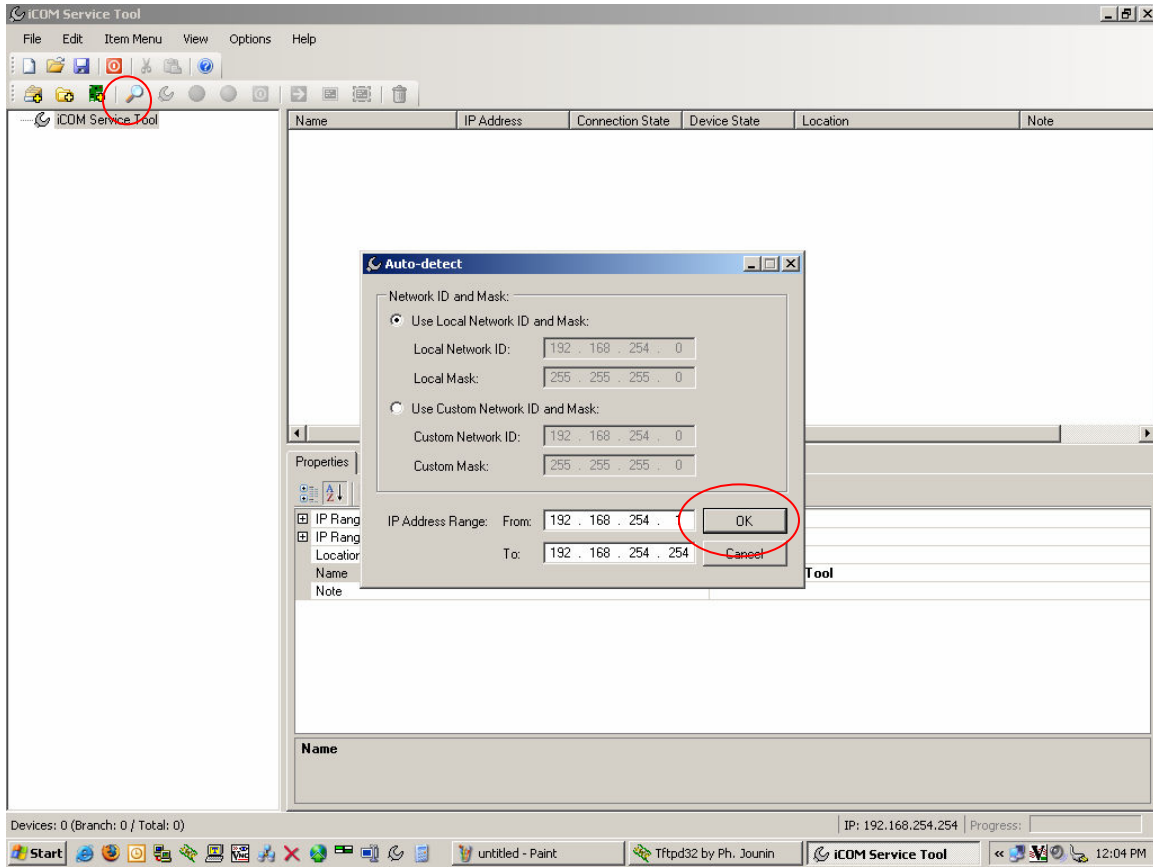 iCOM Service Tool
File Edit Item Menu View Options Help
iCOM Service Tool
Name IP Address Connection State Device State Location Note
Auto-detect
Network ID and Mask:
Use Local Network ID and Mask:
Local Network ID: 192 . 168 . 254 . 0
Local Mask: 255 . 255 . 255 . 0
Use Custom Network ID and Mask:
Custom Network ID: 192 . 168 . 254 . 0
Custom Mask: 255 . 255 . 255 . 0
IP Address Range: From: 192 . 168 . 254 . 1 OK
To: 192 . 168 . 254 . 254 Cancel
Properties
IP Rang
IP Rang
Location
Name Tool
Note
Name
Devices: 0 (Branch: 0 / Total: 0) IP: 192.168.254.254 Progress:
Start untitled - Paint Tftpd32 by Ph. Jounin iCOM Service Tool « 12:04 PM